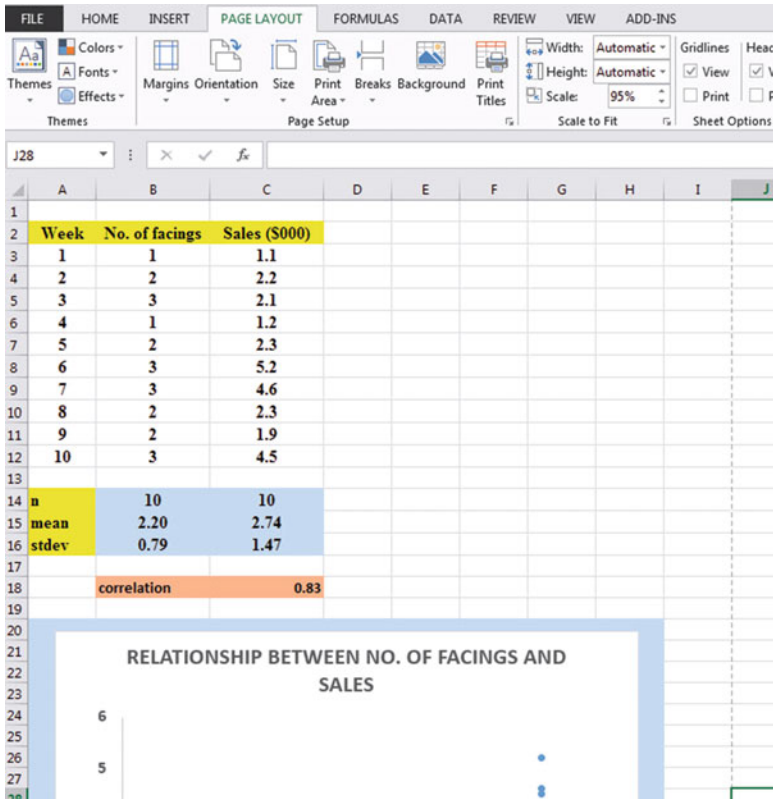 FILE HOME INSERT PAGE LAYOUT FORMULAS DATA REVIEW VIEW ADD-INS
Aa Themes
Colors
A Fonts
Effects
Themes
Margins Orientation Size Print Area Breaks Background Print Titles
Page Setup
Width: Automatic
Height: Automatic
Scale: 95%
Scale to Fit
Gridlines
View
Print
Sheet Options
J28 fx
A B C D E F G H I J
1
2 Week No. of facings Sales ($000)
3 1 1 1.1
4 2 2 2.2
5 3 3 2.1
6 4 1 1.2
7 5 2 2.3
8 6 3 5.2
9 7 3 4.6
10 8 2 2.3
11 9 2 1.9
12 10 3 4.5
13
14 n 10 10
15 mean 2.20 2.74
16 stdev 0.79 1.47
17
18 correlation 0.83
19
20
21 RELATIONSHIP BETWEEN NO. OF FACINGS AND
22
23 SALES
24 6
25
26
27 5
28